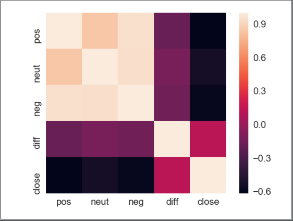 pos
neut
neg
diff
close
pos neut neg diff close
0.9
0.6
0.3
0.0
−0.3
−0.6